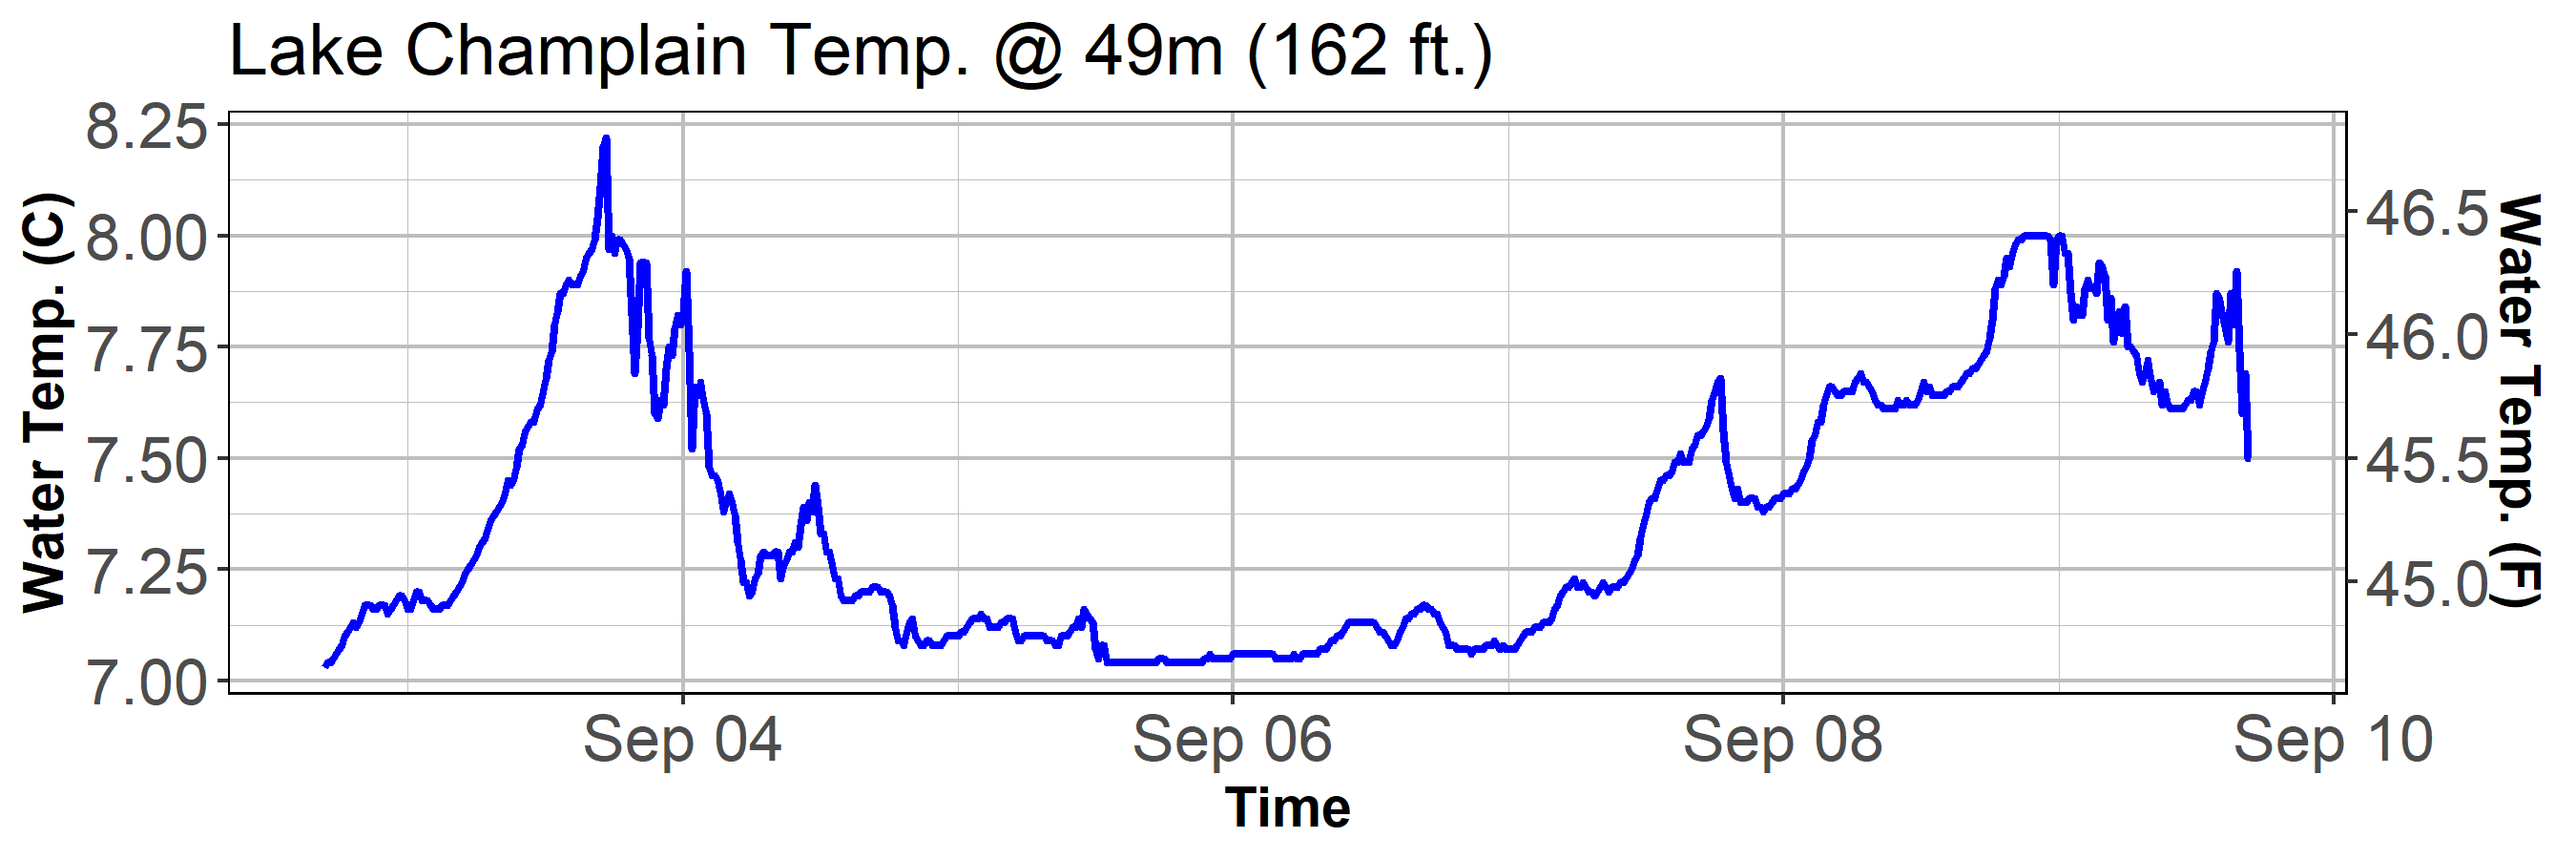 Lake Champlain Temp. @ 49m (162 ft.)
Water Temp. (C)
8.25
8.00
7.75
7.50
7.25
7.00
46.5
46.0
45.5
45.0
Water Temp. (F)
Sep 04 Sep 06 Sep 08 Sep 10
Time